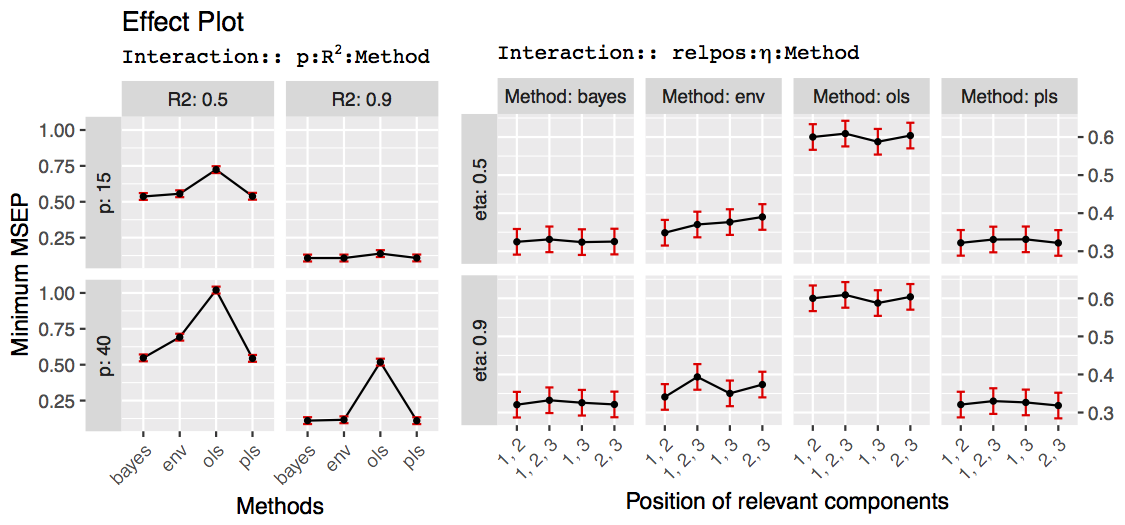 Effect Plot
Interaction:: p:R²:Method
R2: 0.5 R2: 0.9
p: 15
p: 40
1.00
0.75
0.50
0.25
1.00
0.75
0.50
0.25
Minimum MSEP
bayes env ols pls bayes env ols pls
Methods
Interaction:: relpos:η:Method
Method: bayes Method: env Method: ols Method: pls
eta: 0.5
eta: 0.9
0.6
0.5
0.4
0.3
0.6
0.5
0.4
0.3
1, 2 1, 2, 3 1, 3 2, 3 1, 2 1, 2, 3 1, 3 2, 3 1, 2 1, 2, 3 1, 3 2, 3 1, 2 1, 2, 3 1, 3 2, 3
Position of relevant components